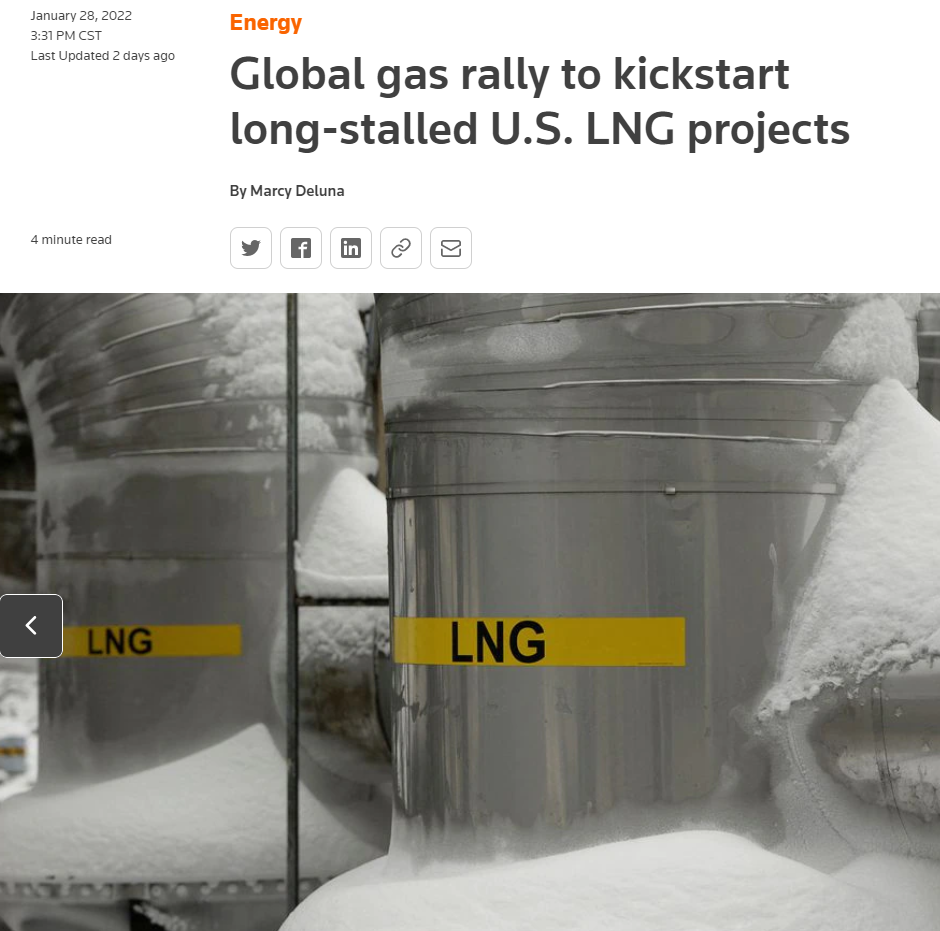 January 28, 2022
3:31 PM CST
Last Updated 2 days ago
Energy
Global gas rally to kickstart
long-stalled U.S. LNG projects
By Marcy Deluna
4 minute read
LNG
LNG